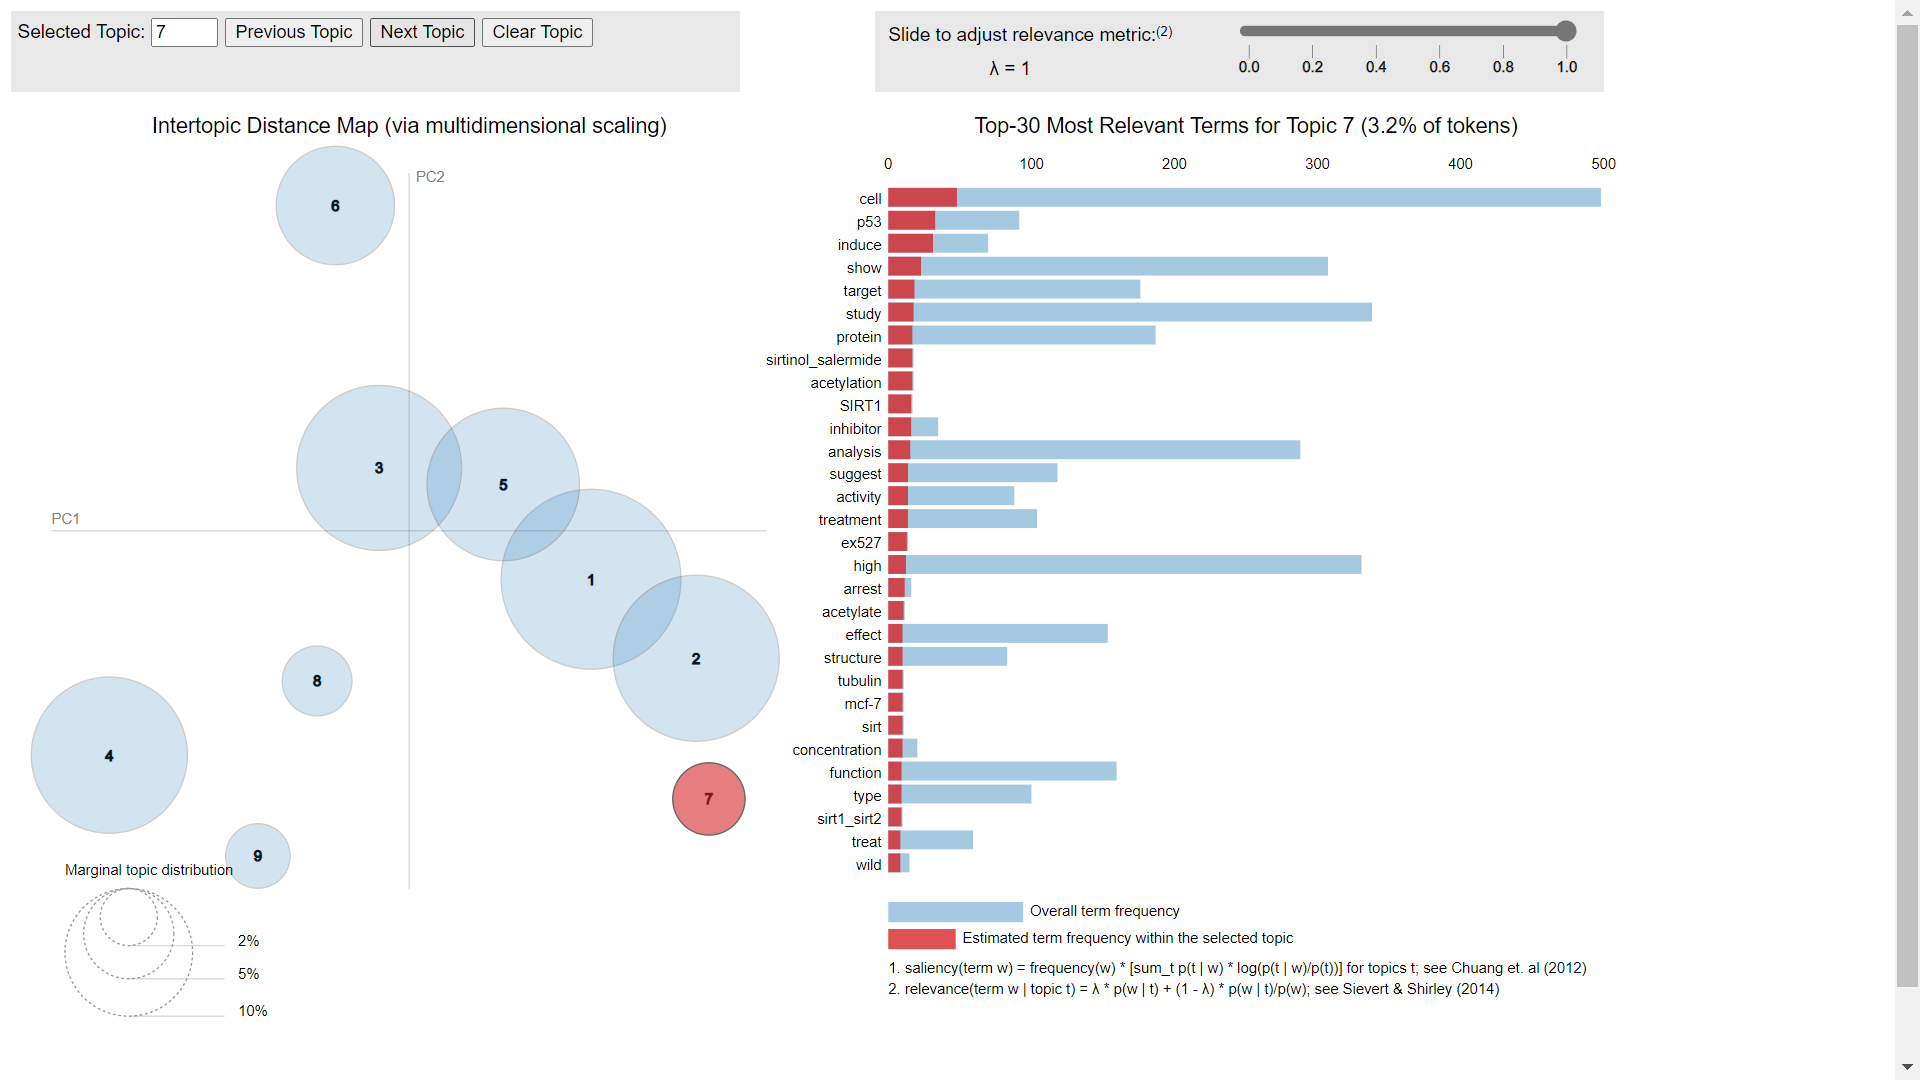 Selected Topic: 7 Previous Topic Next Topic Clear Topic
Slide to adjust relevance metric:(2)
λ = 1
0.0 0.2 0.4 0.6 0.8 1.0
Intertopic Distance Map (via multidimensional scaling)
PC2
PC1
6
3
5
1
2
8
4
7
9
Marginal topic distribution
2%
5%
10%
Top-30 Most Relevant Terms for Topic 7 (3.2% of tokens)
0 100 200 300 400 500
cell
p53
induce
show
target
study
protein
sirtinol_salermide
acetylation
SIRT1
inhibitor
analysis
suggest
activity
treatment
ex527
high
arrest
acetylate
effect
structure
tubulin
mcf-7
sirt
concentration
function
type
sirt1_sirt2
treat
wild
Overall term frequency
Estimated term frequency within the selected topic
1. saliency(term w) = frequency(w) * [sum_t p(t | w) * log(p(t | w)/p(t))] for topics t; see Chuang et. al (2012)
2. relevance(term w | topic t) = λ * p(w | t) + (1 - λ) * p(w | t)/p(w); see Sievert & Shirley (2014)